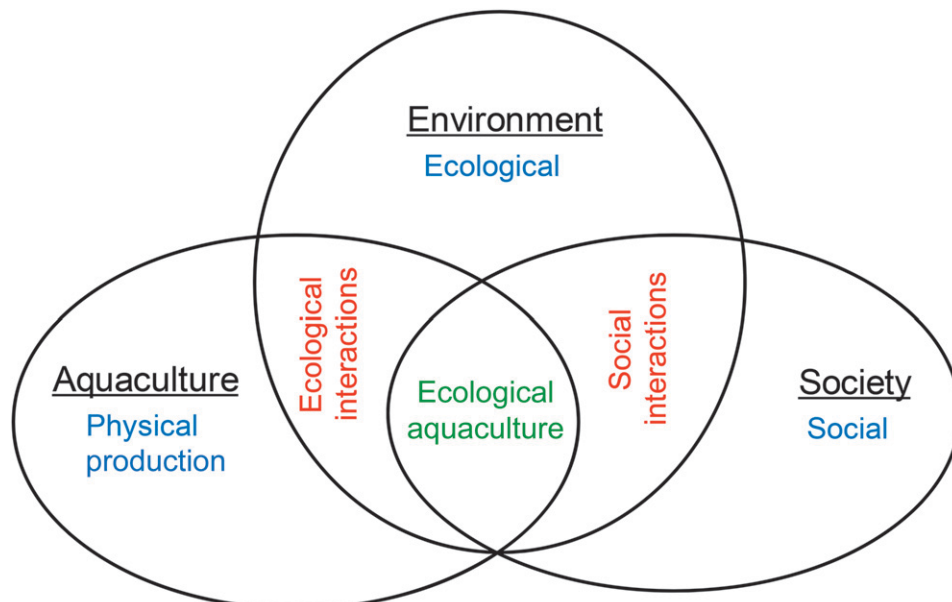 Environment
Ecological
Ecological
interactions
Social
interactions
Aquaculture
Physical
production
Ecological
aquaculture
Society
Social